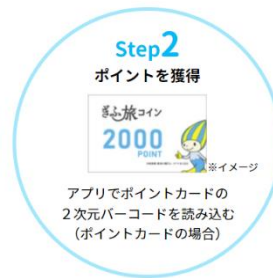 Step2
ポイントを獲得
ぎふ旅コイン
2000
POINT
※イメージ
アプリでポイントカードの
２次元バーコードを読み込む
（ポイントカードの場合）